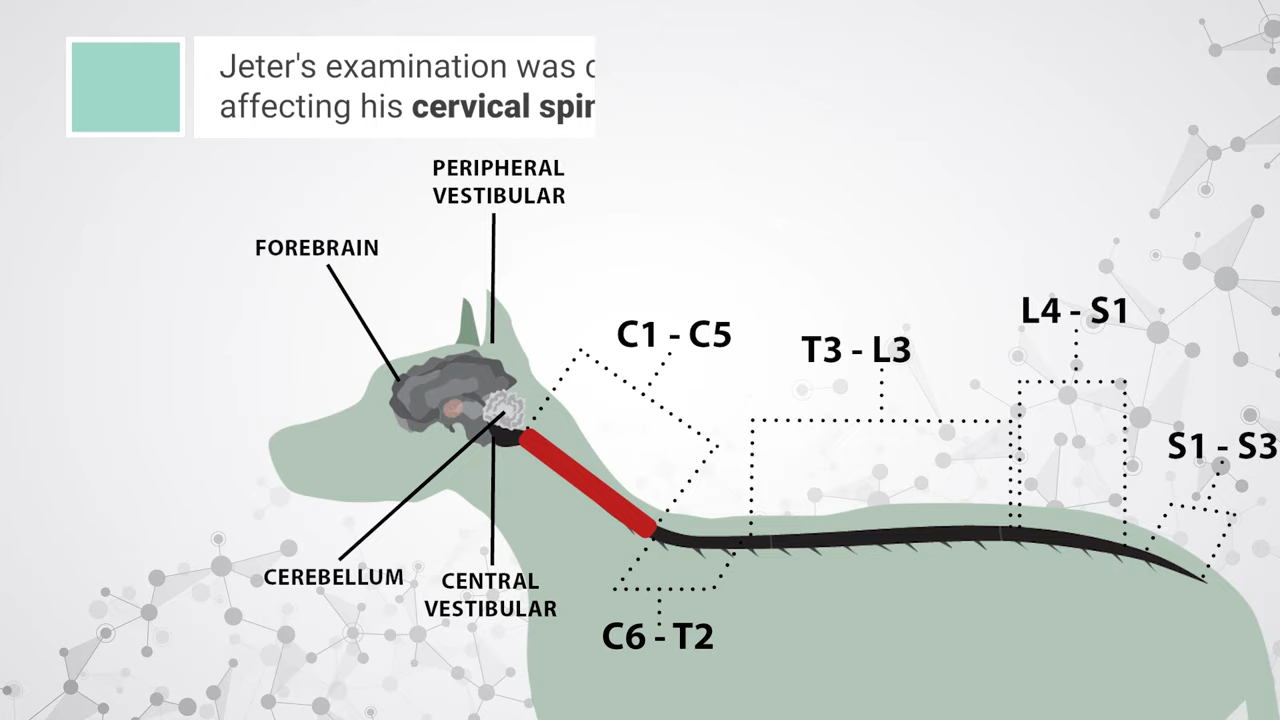 Jeter's examination was
affecting his cervical
PERIPHERAL
VESTIBULAR
FOREBRAIN
C1 - C5
T3 - L3
L4 - S1
S1 - S3
CEREBELLUM
CENTRAL
VESTIBULAR
C6 - T2